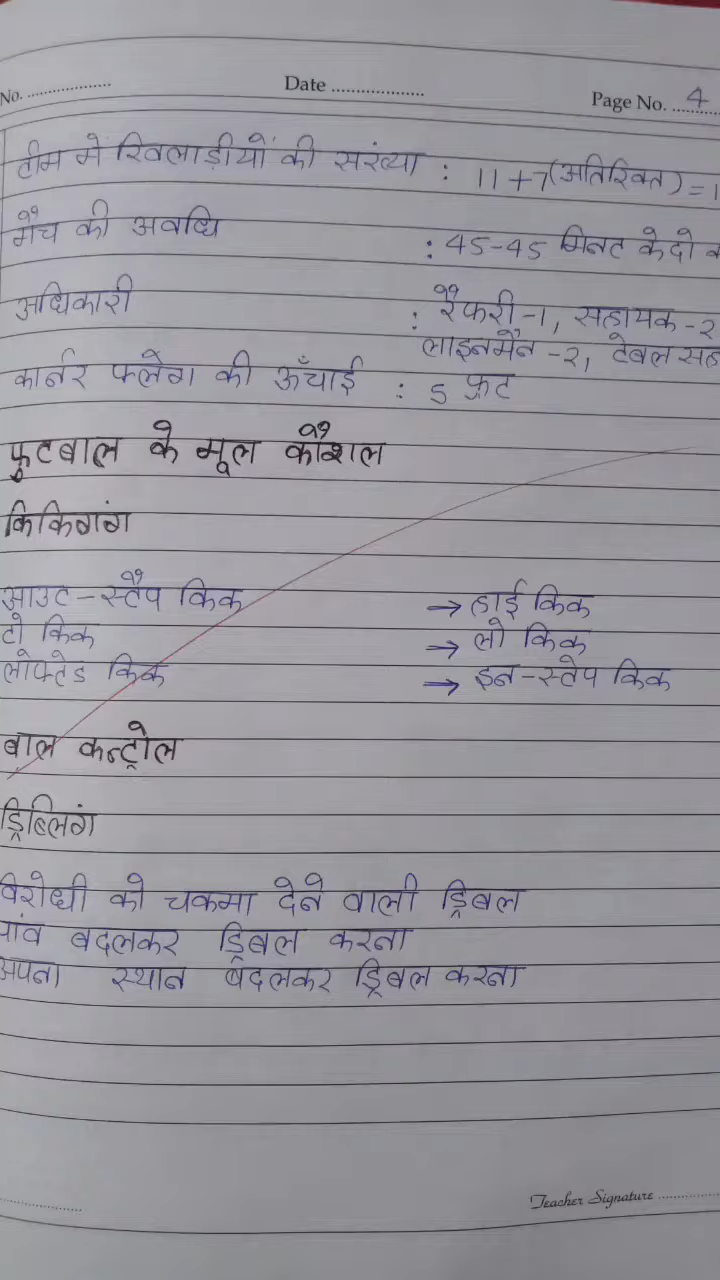 No. ................... Date ................... Page No. ....4
टीम मे खिलाड़ीयों की संख्या : 11+7(अतिरिक्त) = 1
मैच की अवधि : 45-45 मिनट के दो
अधिकारी : रैफरी-1, सहायक-2
लाइनमैन -2, टेबल
कार्नर फ्लेग की ऊँचाई : 5 फुट
फुटबाल के मूल कौशल
किकिगंग
आउट-स्टैप किक → हाई किक
टो किक → लो किक
लोफ्टेड किक → इन-स्टेप किक
बाल कन्ट्रोल
ड्रिब्लिगं
विरोधी को चकमा देने वाली ड्रिबल
पांव बदलकर ड्रिबल करना
अपना स्थान बदलकर ड्रिबल करना
Teacher Signature ...............